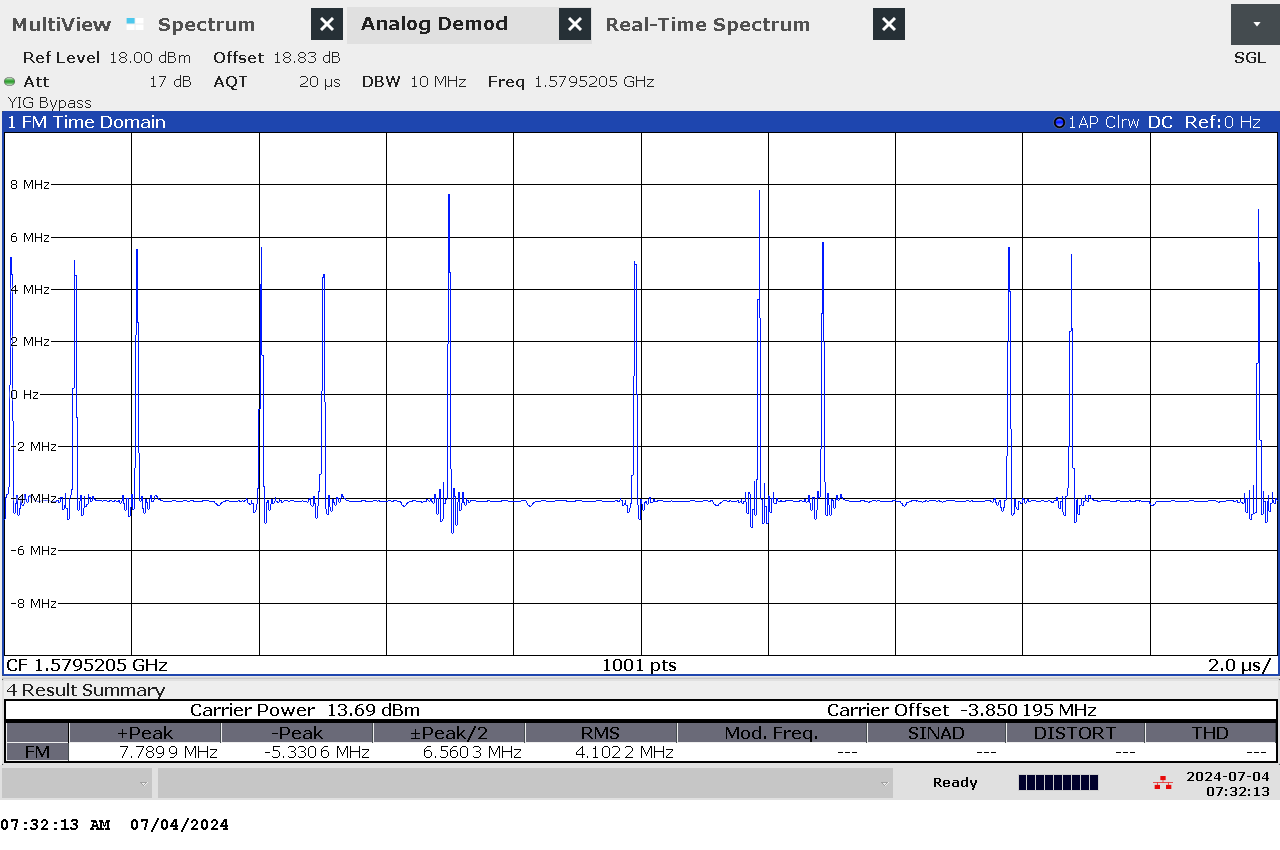 MultiView Spectrum Analog Demod Real-Time Spectrum
Ref Level 18.00 dBm Offset 18.83 dB SGL
Att 17 dB AQT 20 µs DBW 10 MHz Freq 1.5795205 GHz
YIG Bypass
1 FM Time Domain 1AP Clrw DC Ref:0 Hz
8 MHz
6 MHz
4 MHz
2 MHz
0 Hz
-2 MHz
-4 MHz
-6 MHz
-8 MHz
CF 1.5795205 GHz 1001 pts 2.0 µs/
4 Result Summary
Carrier Power 13.69 dBm Carrier Offset -3.850 195 MHz
+Peak -Peak ±Peak/2 RMS Mod. Freq. SINAD DISTORT THD
FM 7.789 9 MHz -5.330 6 MHz 6.560 3 MHz 4.102 2 MHz --- --- --- ---
Ready 2024-07-04
07:32:13
07:32:13 AM 07/04/2024